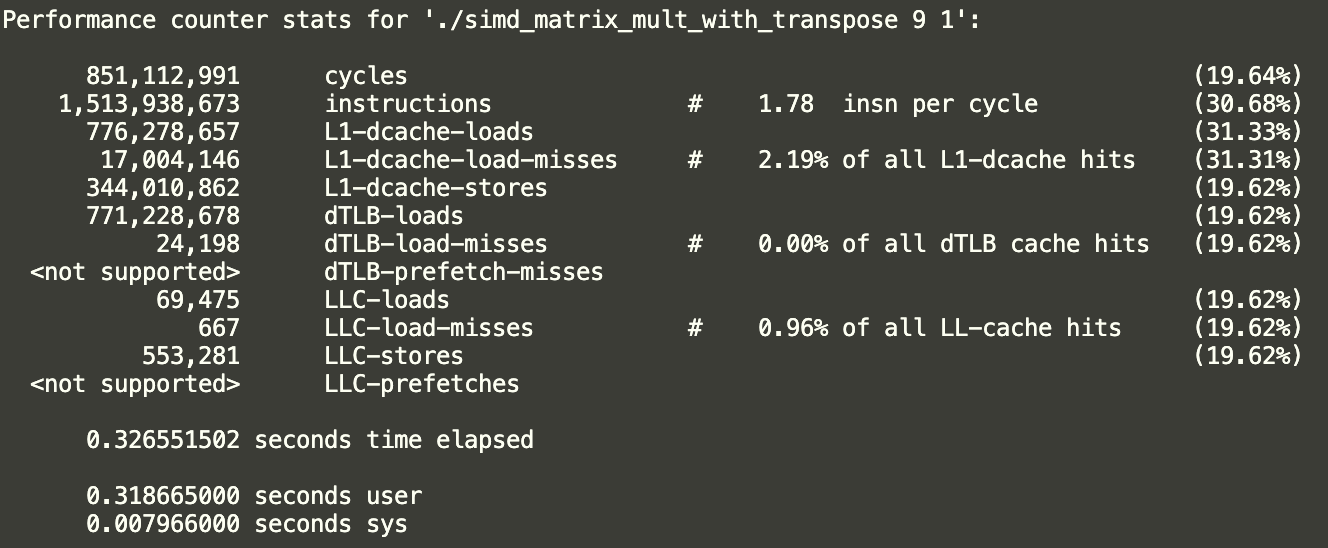 Performance counter stats for './simd_matrix_mult_with_transpose 9 1':
851,112,991 cycles (19.64%)
1,513,938,673 instructions # 1.78 insn per cycle (30.68%)
776,278,657 L1-dcache-loads (31.33%)
17,004,146 L1-dcache-load-misses # 2.19% of all L1-dcache hits (31.31%)
344,010,862 L1-dcache-stores (19.62%)
771,228,678 dTLB-loads (19.62%)
24,198 dTLB-load-misses # 0.00% of all dTLB cache hits (19.62%)
<not supported> dTLB-prefetch-misses
69,475 LLC-loads (19.62%)
667 LLC-load-misses # 0.96% of all LL-cache hits (19.62%)
553,281 LLC-stores (19.62%)
<not supported> LLC-prefetches
0.326551502 seconds time elapsed
0.318665000 seconds user
0.007966000 seconds sys